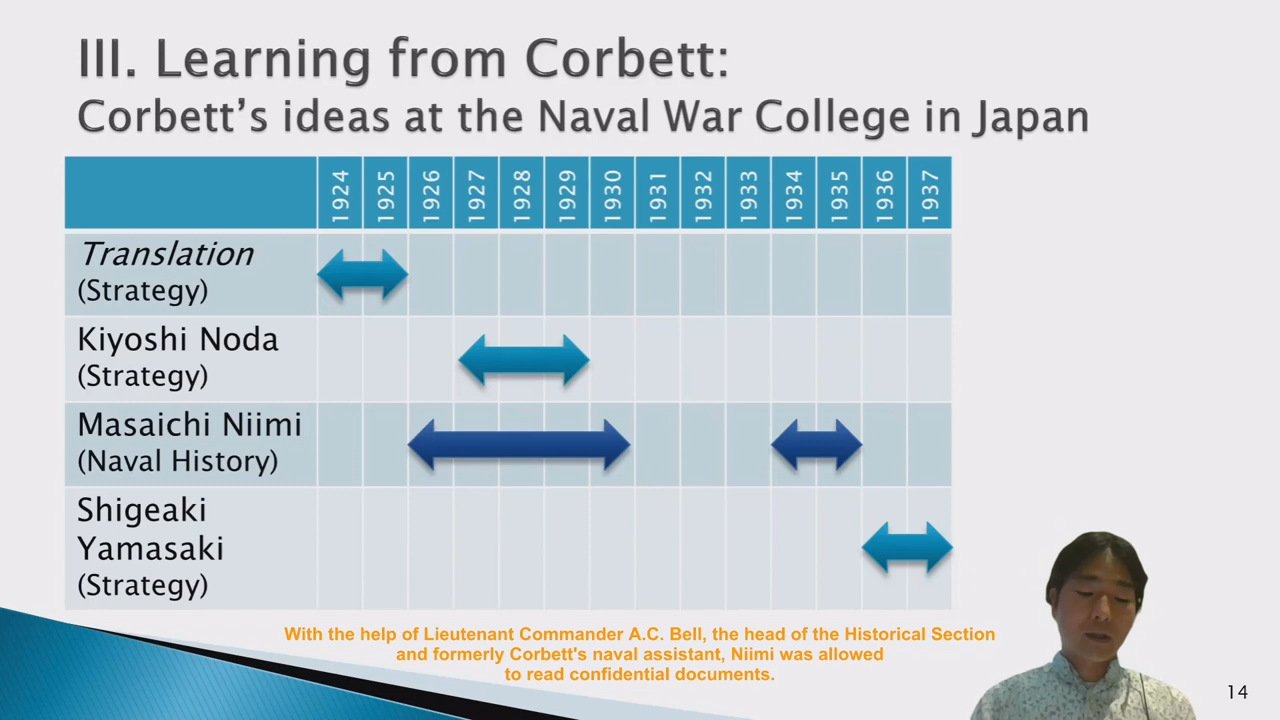 III. Learning from Corbett:
Corbett's ideas at the Naval War College in Japan
1924 1925 1926 1927 1928 1929 1930 1931 1932 1933 1934 1935 1936 1937
Translation
(Strategy)
Kiyoshi Noda
(Strategy)
Masaichi Niimi
(Naval History)
Shigeaki
Yamasaki
(Strategy)
With the help of Lieutenant Commander A.C. Bell, the head of the Historical Section
and formerly Corbett's naval assistant, Niimi was allowed
to read confidential documents.
14